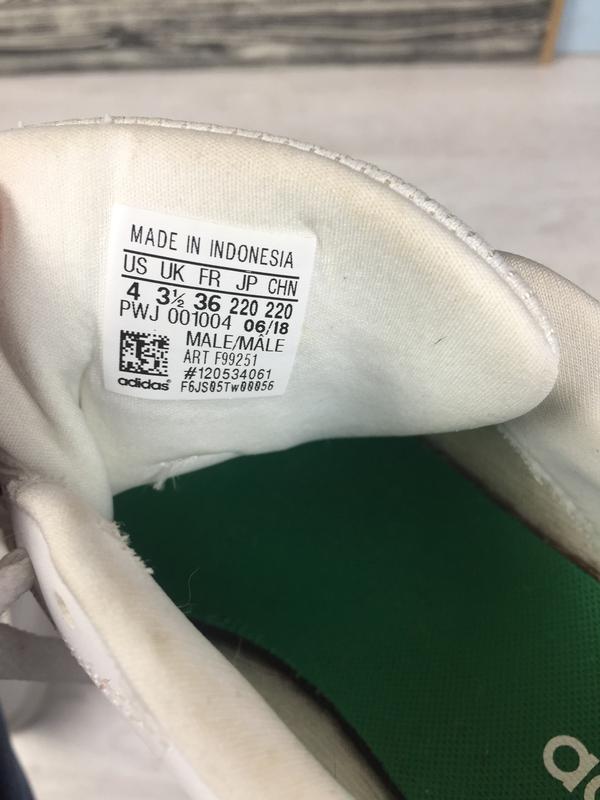 MADE IN INDONESIA
US UK FR JP CHN
4 3½ 36 220 220
PWJ 001004 06/18
MALE/MÂLE
ART F99251
#120534061
adidas F6JS05TW00056